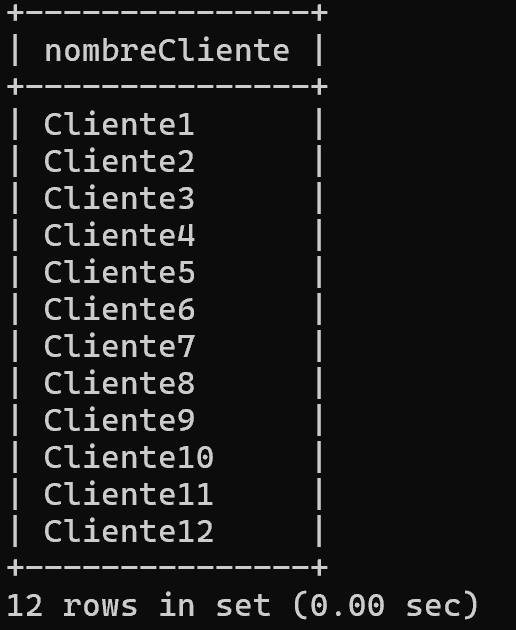 +---------------+
| nombreCliente |
+---------------+
| Cliente1      |
| Cliente2      |
| Cliente3      |
| Cliente4      |
| Cliente5      |
| Cliente6      |
| Cliente7      |
| Cliente8      |
| Cliente9      |
| Cliente10     |
| Cliente11     |
| Cliente12     |
+---------------+
12 rows in set (0.00 sec)